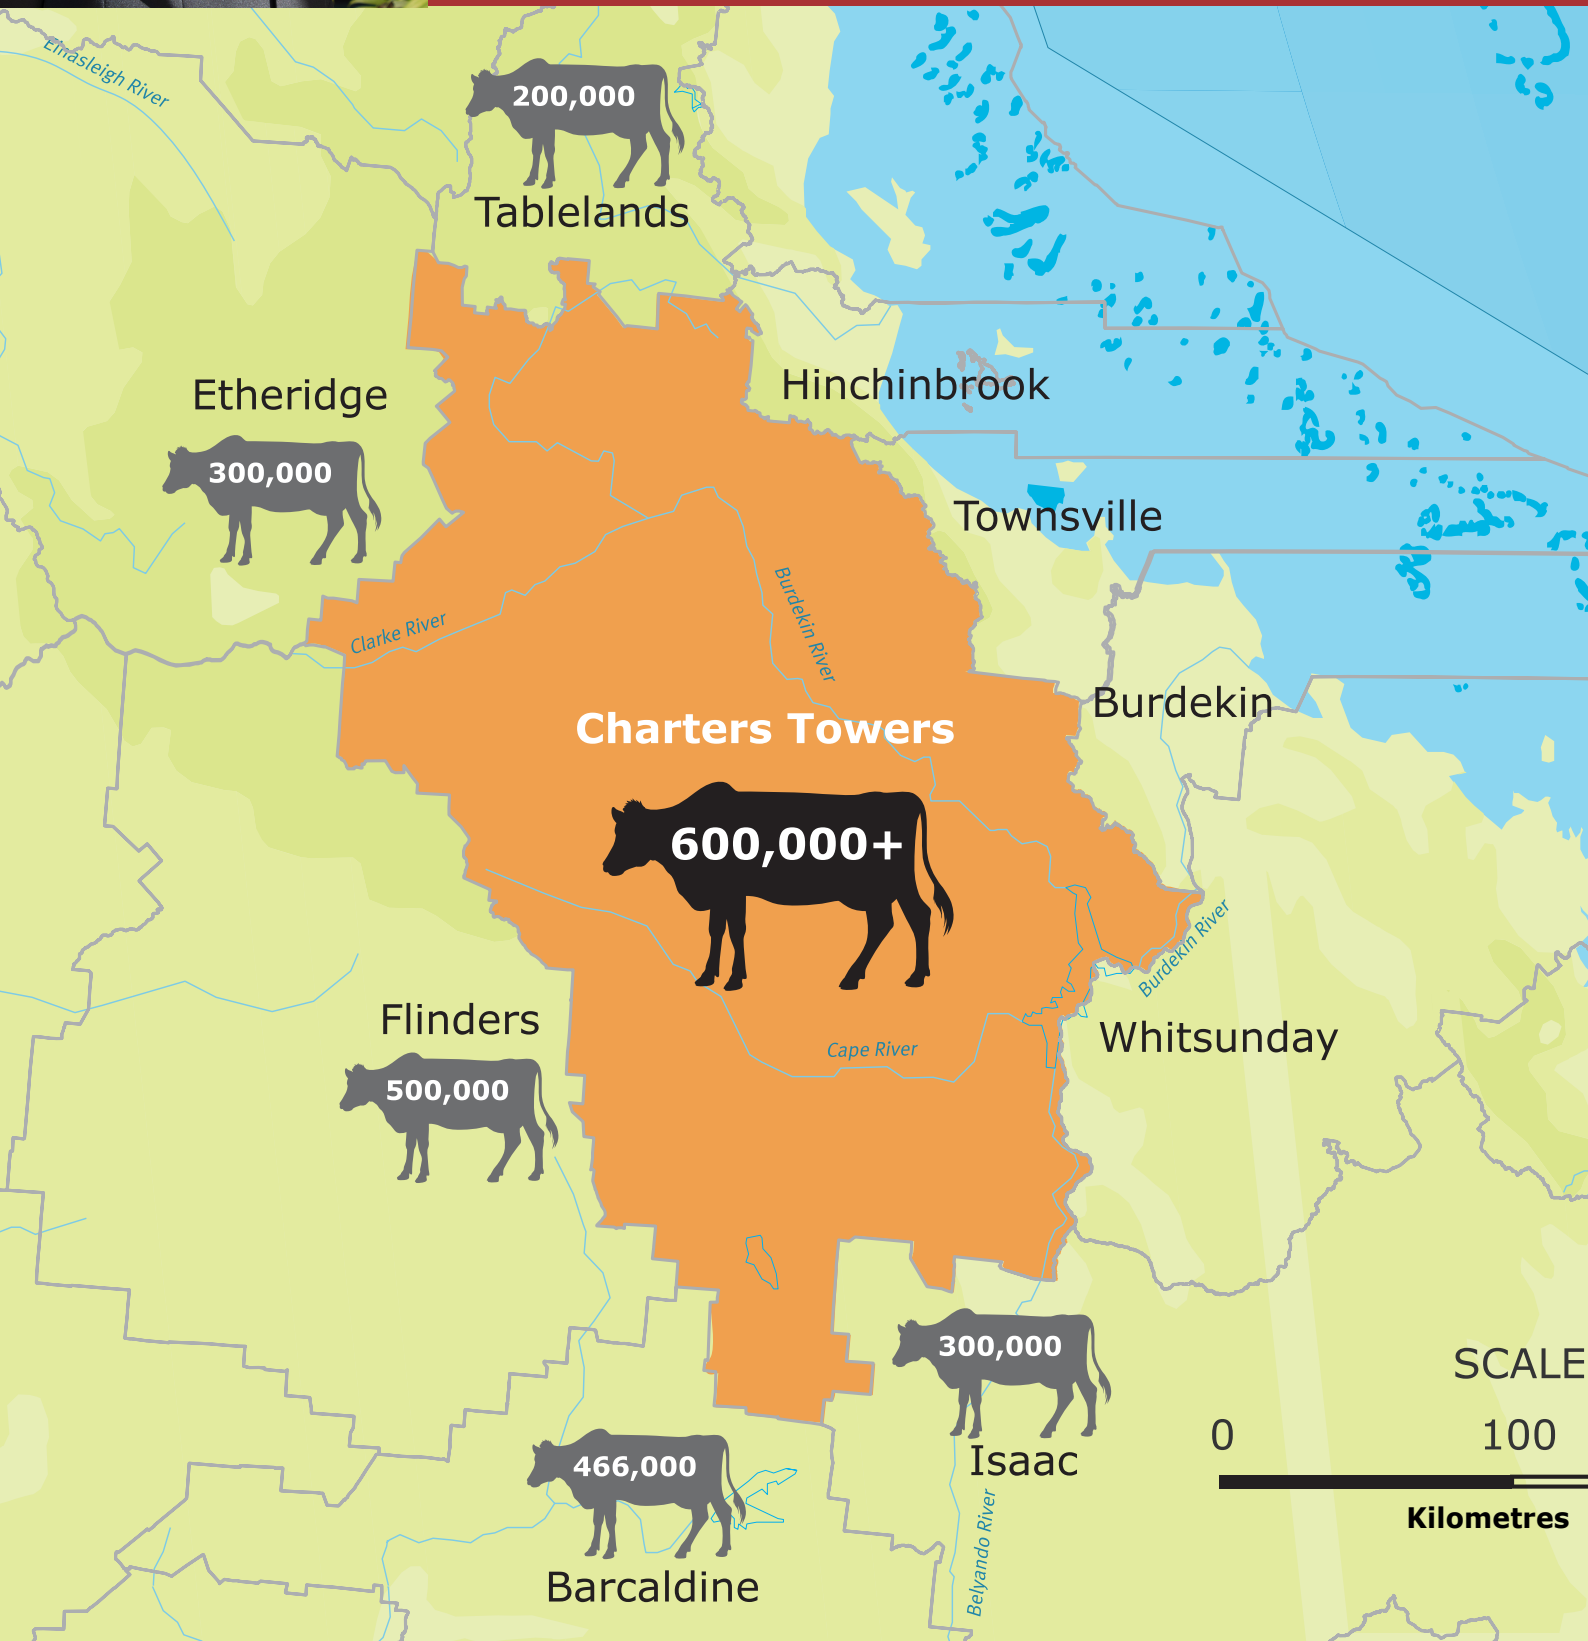 Einasleigh River
200,000
Tablelands
Etheridge
300,000
Hinchinbrook
Townsville
Burdekin River
Clarke River
Burdekin
Charters Towers
600,000+
Burdekin River
Flinders
500,000
Cape River
Whitsunday
300,000
Isaac
SCALE
0 100
Kilometres
466,000
Barcaldine
Belyando River